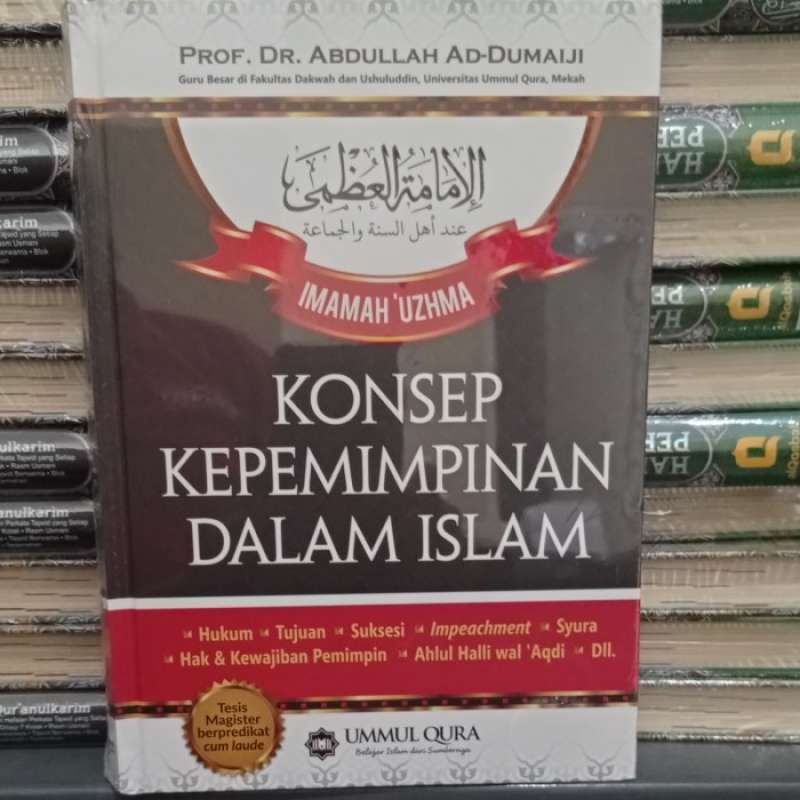 PROF. DR. ABDULLAH AD-DUMAIJI
Guru Besar di Fakultas Dakwah dan Ushuluddin, Universitas Ummul Qura, Mekah
الإمامة العظمى
عند أهل السنة والجماعة
IMAMAH 'UZHMA
KONSEP
KEPEMIMPINAN
DALAM ISLAM
Hukum Tujuan Suksesi Impeachment Syura
Hak & Kewajiban Pemimpin Ahlul Halli wal 'Aqdi Dll.
Tesis
Magister
berpredikat
cum laude
UMMUL QURA
Belajar Islam dari Sumbernya
Qur'anulkarim